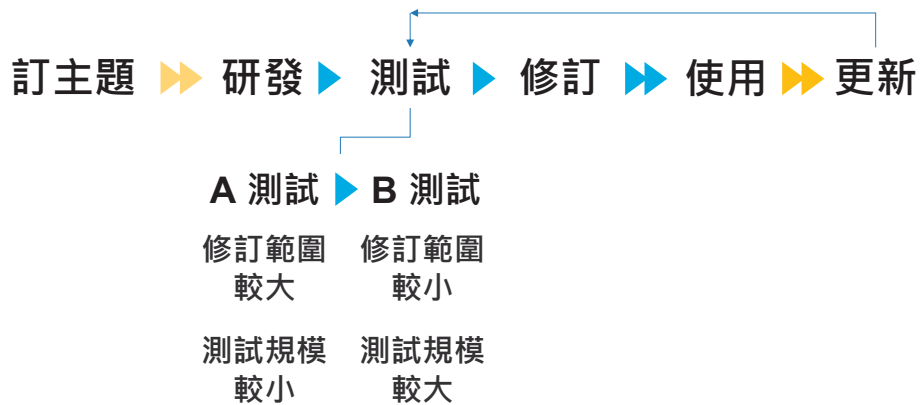 訂主題 研發 測試 修訂 使用 更新
A 測試 B 測試
修訂範圍 修訂範圍
較大 較小
測試規模 測試規模
較小 較大